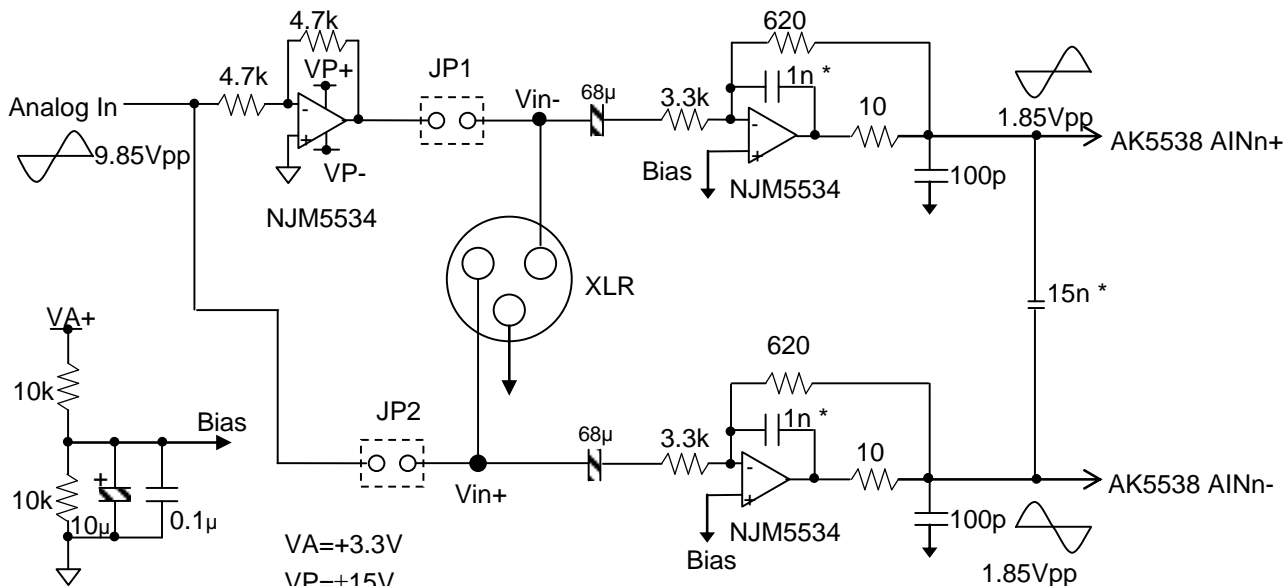 4.7k
620
VP+
JP1
1n *
4.7k
Vin-
68µ
3.3k
10
Analog In
1.85Vpp
AK5538 AINn+
9.85Vpp
VP-
Bias
100p
NJM5534
NJM5534
XLR
15n *
VA+
620
10k
JP2
1n *
Bias
68µ
3.3k
10
+
10k
10µ
0.1µ
Vin+
AK5538 AINn-
NJM5534
100p
VA=+3.3V
Bias
VP=±15V
1.85Vpp